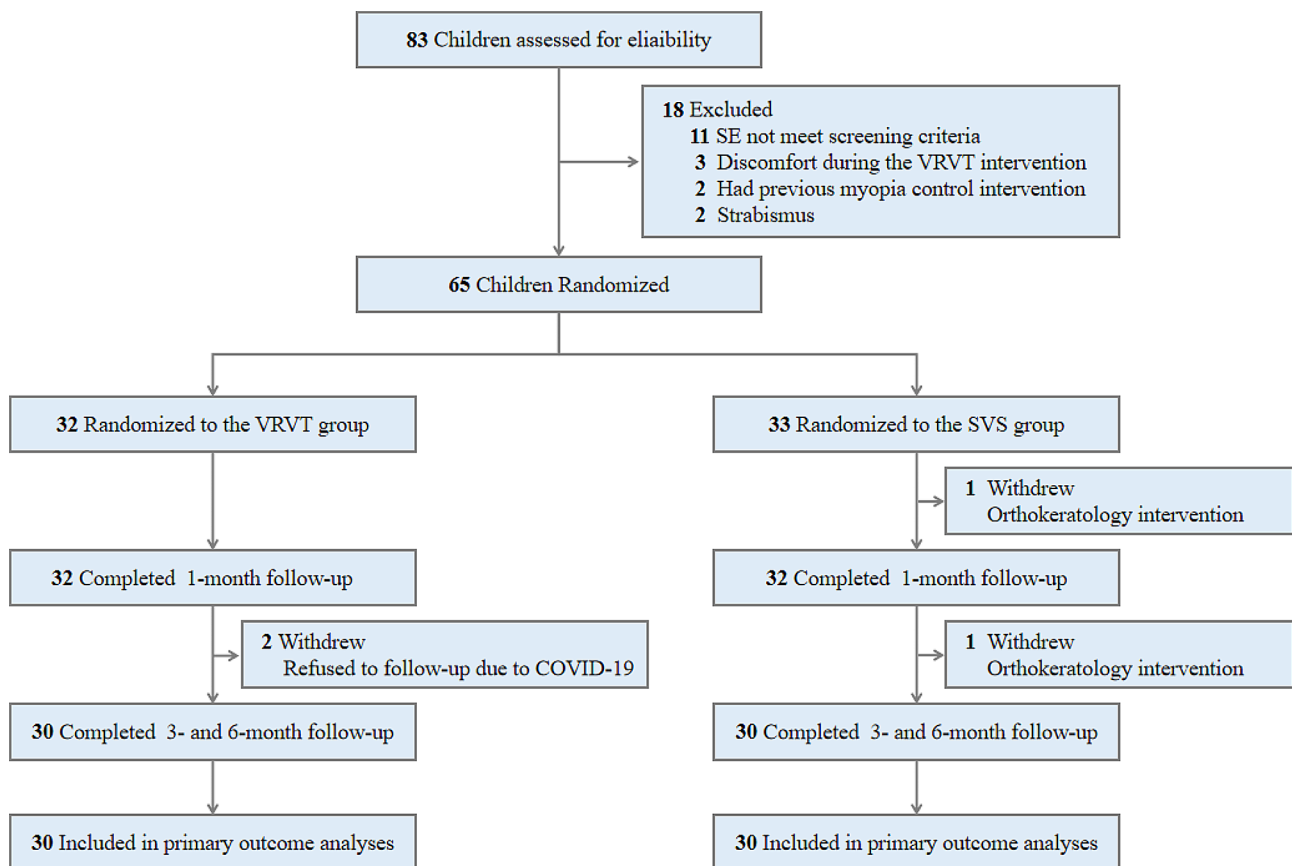 83 Children assessed for eliaibility
18 Excluded
11 SE not meet screening criteria
3 Discomfort during the VRVT intervention
2 Had previous myopia control intervention
2 Strabismus
65 Children Randomized
32 Randomized to the VRVT group
33 Randomized to the SVS group
1 Withdrew
Orthokeratology intervention
32 Completed 1-month follow-up
32 Completed 1-month follow-up
2 Withdrew
Refused to follow-up due to COVID-19
1 Withdrew
Orthokeratology intervention
30 Completed 3- and 6-month follow-up
30 Completed 3- and 6-month follow-up
30 Included in primary outcome analyses
30 Included in primary outcome analyses